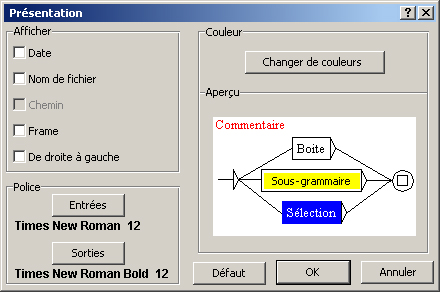 Présentation
Afficher
Date
Nom de fichier
Chemin
Frame
De droite à gauche
Police
Entrées
Times New Roman 12
Sorties
Times New Roman Bold 12
Couleur
Changer de couleurs
Aperçu
Commentaire
Boite
Sous-grammaire
Sélection
Défaut
OK
Annuler